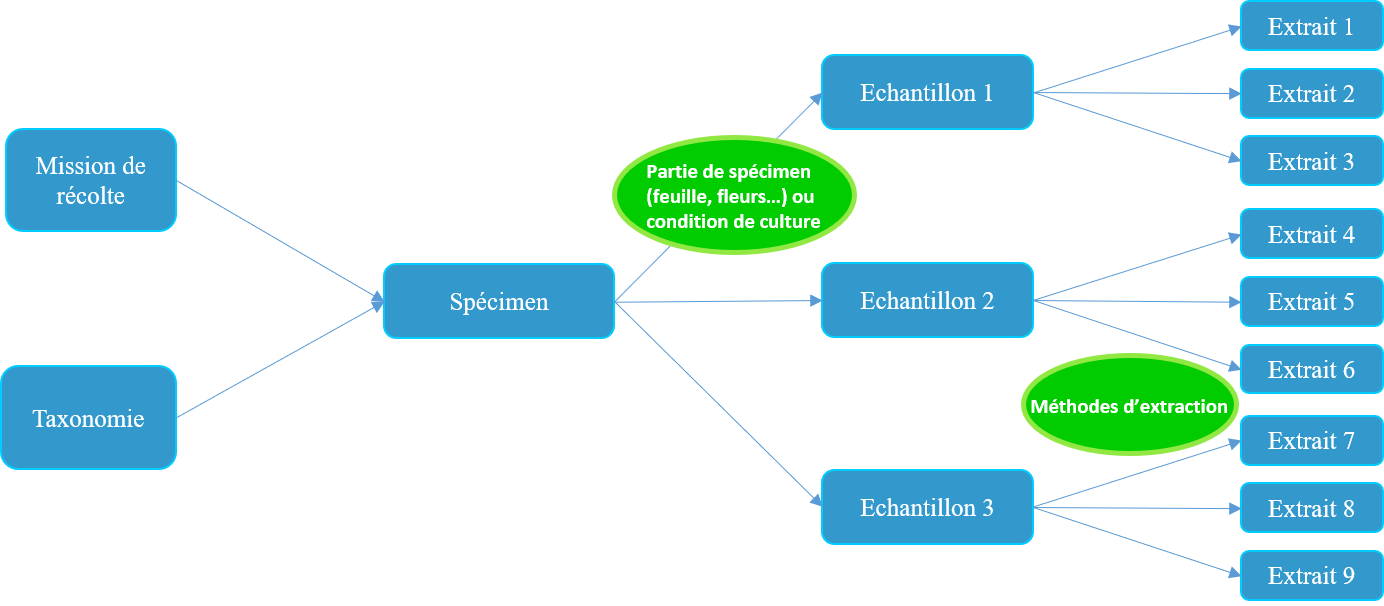 Mission de
récolte
Taxonomie
Spécimen
Partie de spécimen
(feuille, fleurs...) ou
condition de culture
Echantillon 1
Echantillon 2
Echantillon 3
Méthodes d’extraction
Extrait 1
Extrait 2
Extrait 3
Extrait 4
Extrait 5
Extrait 6
Extrait 7
Extrait 8
Extrait 9